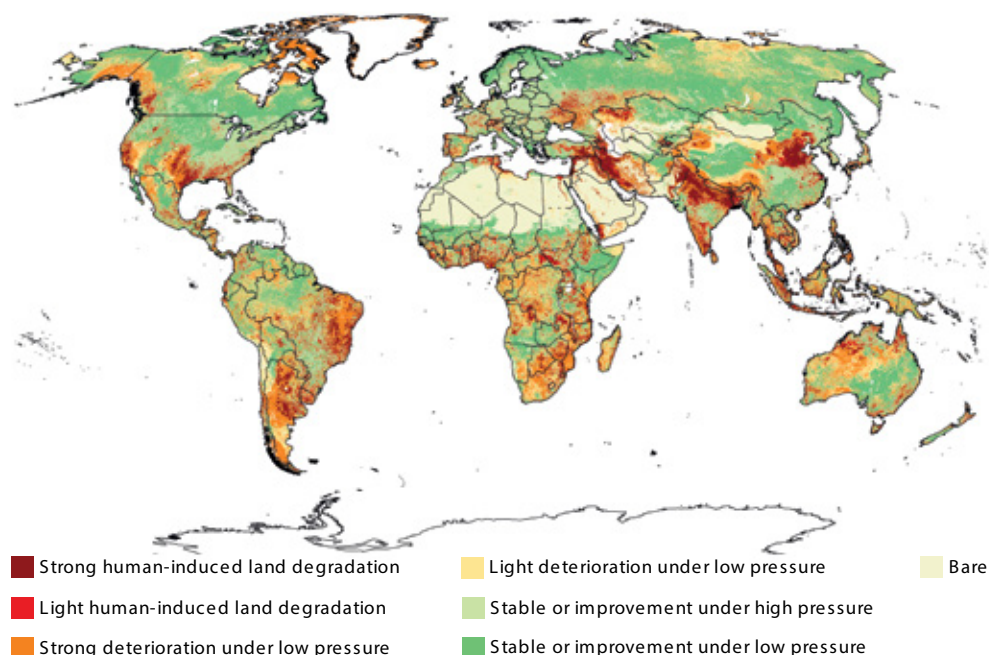 Strong human-induced land degradation
Light human-induced land degradation
Strong deterioration under low pressure
Light deterioration under low pressure
Stable or improvement under high pressure
Stable or improvement under low pressure
Bare